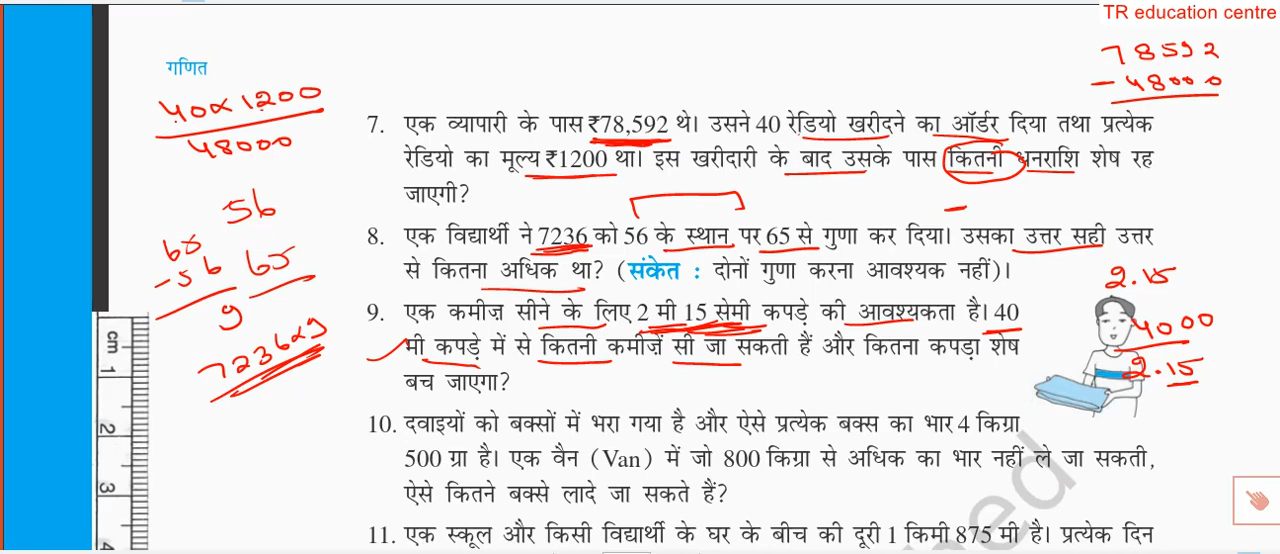 TR education centre
78592
-48000
गणित
40×1200
48000
7. एक व्यापारी के पास ₹78,592 थे। उसने 40 रेडियो खरीदने का ऑर्डर दिया तथा प्रत्येक
रेडियो का मूल्य ₹1200 था। इस खरीदारी के बाद उसके पास कितनी धनराशि शेष रह
जाएगी?
56
65
65
-56
9
7236×9
8. एक विद्यार्थी ने 7236 को 56 के स्थान पर 65 से गुणा कर दिया। उसका उत्तर सही उत्तर
से कितना अधिक था? (संकेत : दोनों गुणा करना आवश्यक नहीं)।
9. एक कमीज़ सीने के लिए 2 मी 15 सेमी कपड़े की आवश्यकता है। 40
मी कपड़े में से कितनी कमीज़ें सी जा सकती हैं और कितना कपड़ा शेष
बच जाएगा?
2.15
4000
2.15
10. दवाइयों को बक्सों में भरा गया है और ऐसे प्रत्येक बक्स का भार 4 किग्रा
500 ग्रा है। एक वैन (Van) में जो 800 किग्रा से अधिक का भार नहीं ले जा सकती,
ऐसे कितने बक्से लादे जा सकते हैं?
11. एक स्कूल और किसी विद्यार्थी के घर के बीच की दूरी 1 किमी 875 मी है। प्रत्येक दिन
cm
1
2
3
4